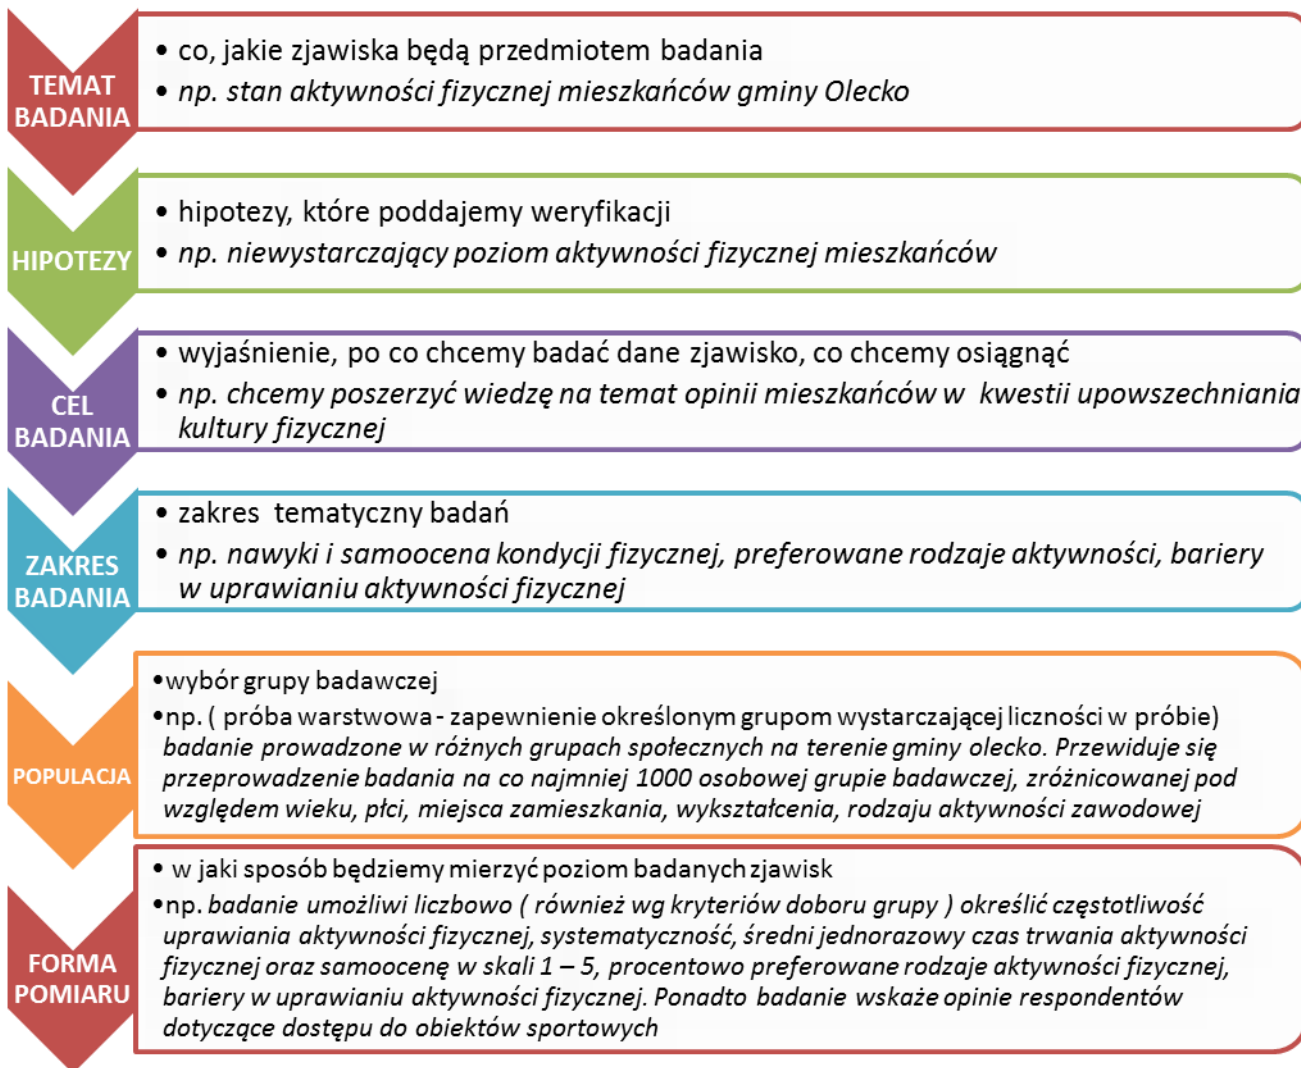 TEMAT
BADANIA
• co, jakie zjawiska będą przedmiotem badania
• np. stan aktywności fizycznej mieszkańców gminy Olecko
HIPOTEZY
• hipotezy, które poddajemy weryfikacji
• np. niewystarczający poziom aktywności fizycznej mieszkańców
CEL
BADANIA
• wyjaśnienie, po co chcemy badać dane zjawisko, co chcemy osiągnąć
• np. chcemy poszerzyć wiedzę na temat opinii mieszkańców w kwestii upowszechniania
kultury fizycznej
ZAKRES
BADANIA
• zakres tematyczny badań
• np. nawyki i samoocena kondycji fizycznej, preferowane rodzaje aktywności, bariery
w uprawianiu aktywności fizycznej
POPULACJA
•wybór grupy badawczej
•np. ( próba warstwowa - zapewnienie określonym grupom wystarczającej liczności w próbie)
badanie prowadzone w różnych grupach społecznych na terenie gminy olecko. Przewiduje się
przeprowadzenie badania na co najmniej 1000 osobowej grupie badawczej, zróżnicowanej pod
względem wieku, płci, miejsca zamieszkania, wykształcenia, rodzaju aktywności zawodowej
FORMA
POMIARU
• w jaki sposób będziemy mierzyć poziom badanych zjawisk
•np. badanie umożliwi liczbowo ( również wg kryteriów doboru grupy ) określić częstotliwość
uprawiania aktywności fizycznej, systematyczność, średni jednorazowy czas trwania aktywności
fizycznej oraz samoocenę w skali 1 – 5, procentowo preferowane rodzaje aktywności fizycznej,
bariery w uprawianiu aktywności fizycznej. Ponadto badanie wskaże opinie respondentów
dotyczące dostępu do obiektów sportowych